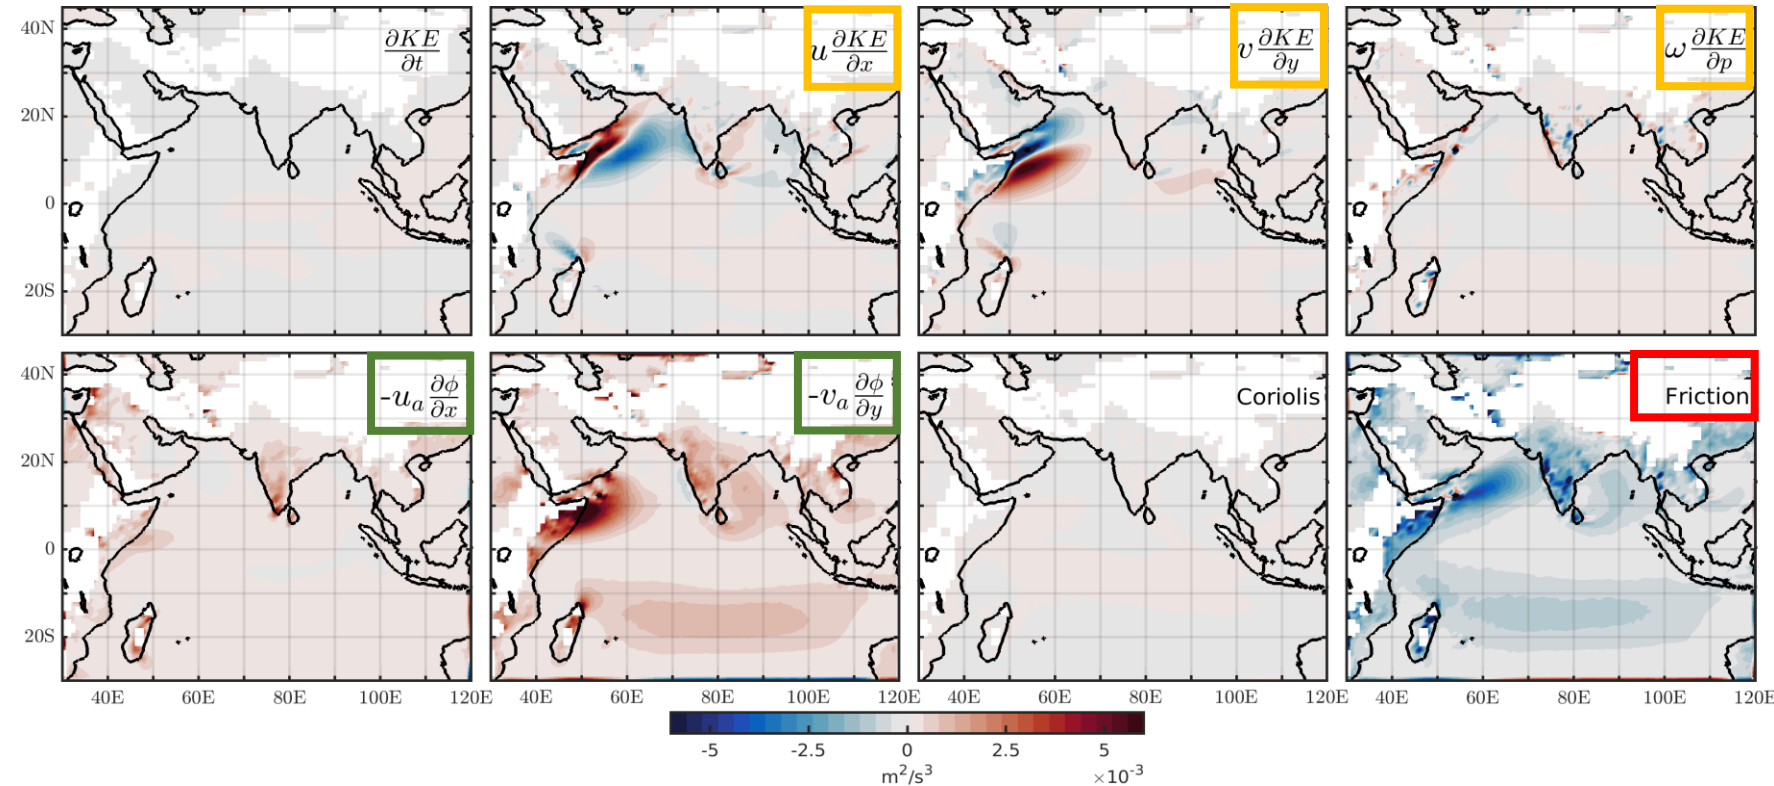 40N
20N
0
20S
∂KE/∂t
u ∂KE/∂x
v ∂KE/∂y
ω ∂KE/∂p
40N
20N
0
20S
-u_a ∂ϕ/∂x
-v_a ∂ϕ/∂y
Coriolis
Friction
40E 60E 80E 100E 120E
40E 60E 80E 100E 120E
40E 60E 80E 100E 120E
40E 60E 80E 100E 120E
-5 -2.5 0 2.5 5
m²/s³ ×10⁻³